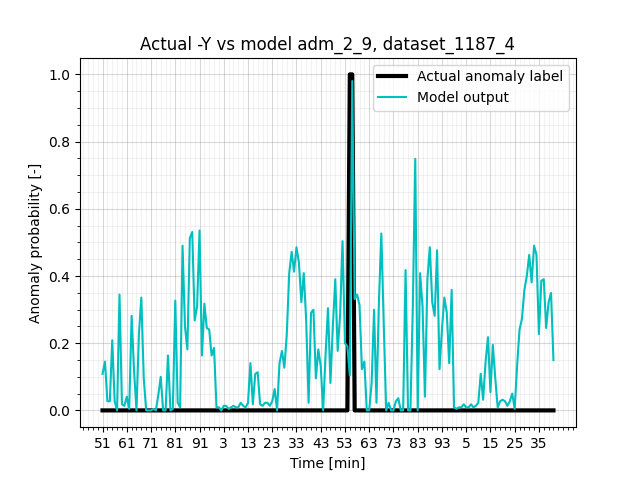 Actual -Y vs model adm_2_9, dataset_1187_4
Actual anomaly label
Model output
Anomaly probability [-]
1.0
0.8
0.6
0.4
0.2
0.0
51 61 71 81 91 3 13 23 33 43 53 63 73 83 93 5 15 25 35
Time [min]